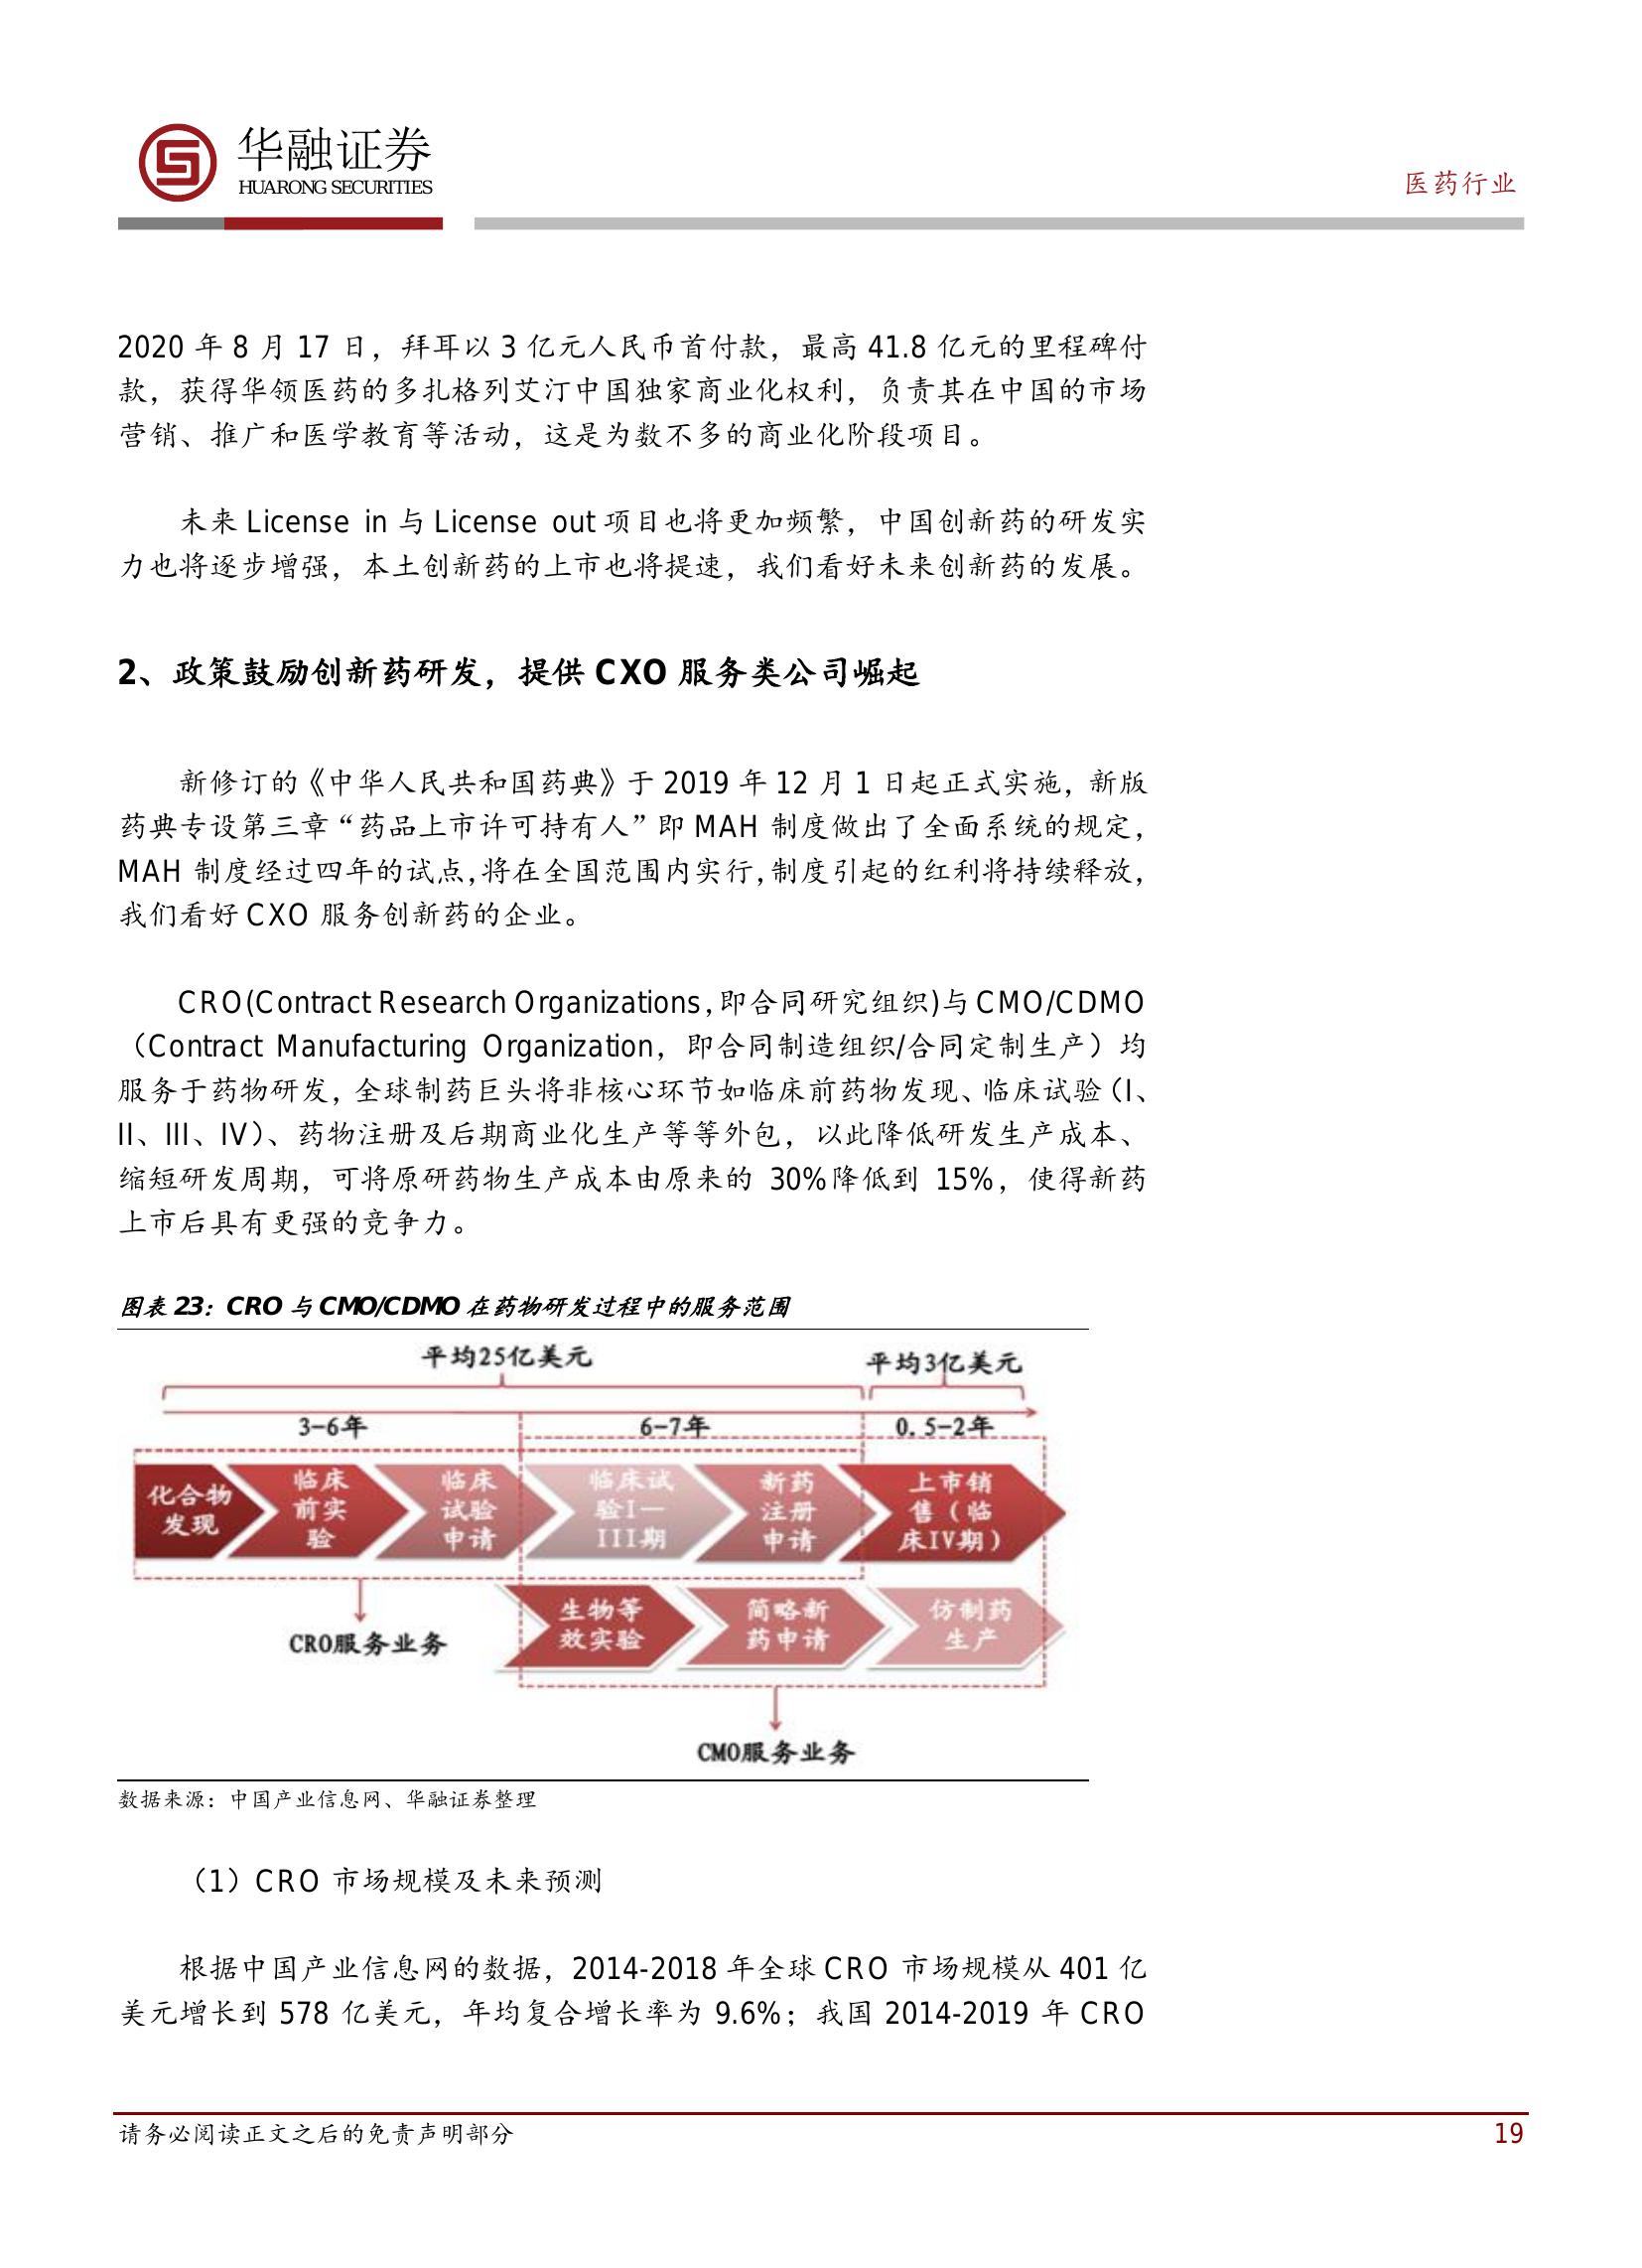 华融证券
HUARONG SECURITIES
医药行业
2020 年 8 月 17 日，拜耳以 3 亿元人民币首付款，最高 41.8 亿元的里程碑付
款，获得华领医药的多扎格列艾汀中国独家商业化权利，负责其在中国的市场
营销、推广和医学教育等活动，这是为数不多的商业化阶段项目。
未来 License in 与 License out 项目也将更加频繁，中国创新药的研发实
力也将逐步增强，本土创新药的上市也将提速，我们看好未来创新药的发展。
2、政策鼓励创新药研发，提供 CXO 服务类公司崛起
新修订的《中华人民共和国药典》于 2019 年 12 月 1 日起正式实施，新版
药典专设第三章“药品上市许可持有人”即 MAH 制度做出了全面系统的规定，
MAH 制度经过四年的试点，将在全国范围内实行，制度引起的红利将持续释放，
我们看好 CXO 服务创新药的企业。
CRO(Contract Research Organizations，即合同研究组织)与 CMO/CDMO
（Contract Manufacturing Organization，即合同制造组织/合同定制生产）均
服务于药物研发，全球制药巨头将非核心环节如临床前药物发现、临床试验（I、
II、III、IV）、药物注册及后期商业化生产等等外包，以此降低研发生产成本、
缩短研发周期，可将原研药物生产成本由原来的 30%降低到 15%，使得新药
上市后具有更强的竞争力。
图表 23：CRO 与 CMO/CDMO 在药物研发过程中的服务范围
平均25亿美元
平均3亿美元
3-6年
6-7年
0.5-2年
化合物
发现
临床
前实
验
临床
试验
申请
临床试
验I—
III期
新药
注册
申请
上市销
售（临
床IV期）
生物等
效实验
简略新
药申请
仿制药
生产
CRO服务业务
CMO服务业务
数据来源：中国产业信息网、华融证券整理
（1）CRO 市场规模及未来预测
根据中国产业信息网的数据，2014-2018 年全球 CRO 市场规模从 401 亿
美元增长到 578 亿美元，年均复合增长率为 9.6%；我国 2014-2019 年 CRO
请务必阅读正文之后的免责声明部分
19